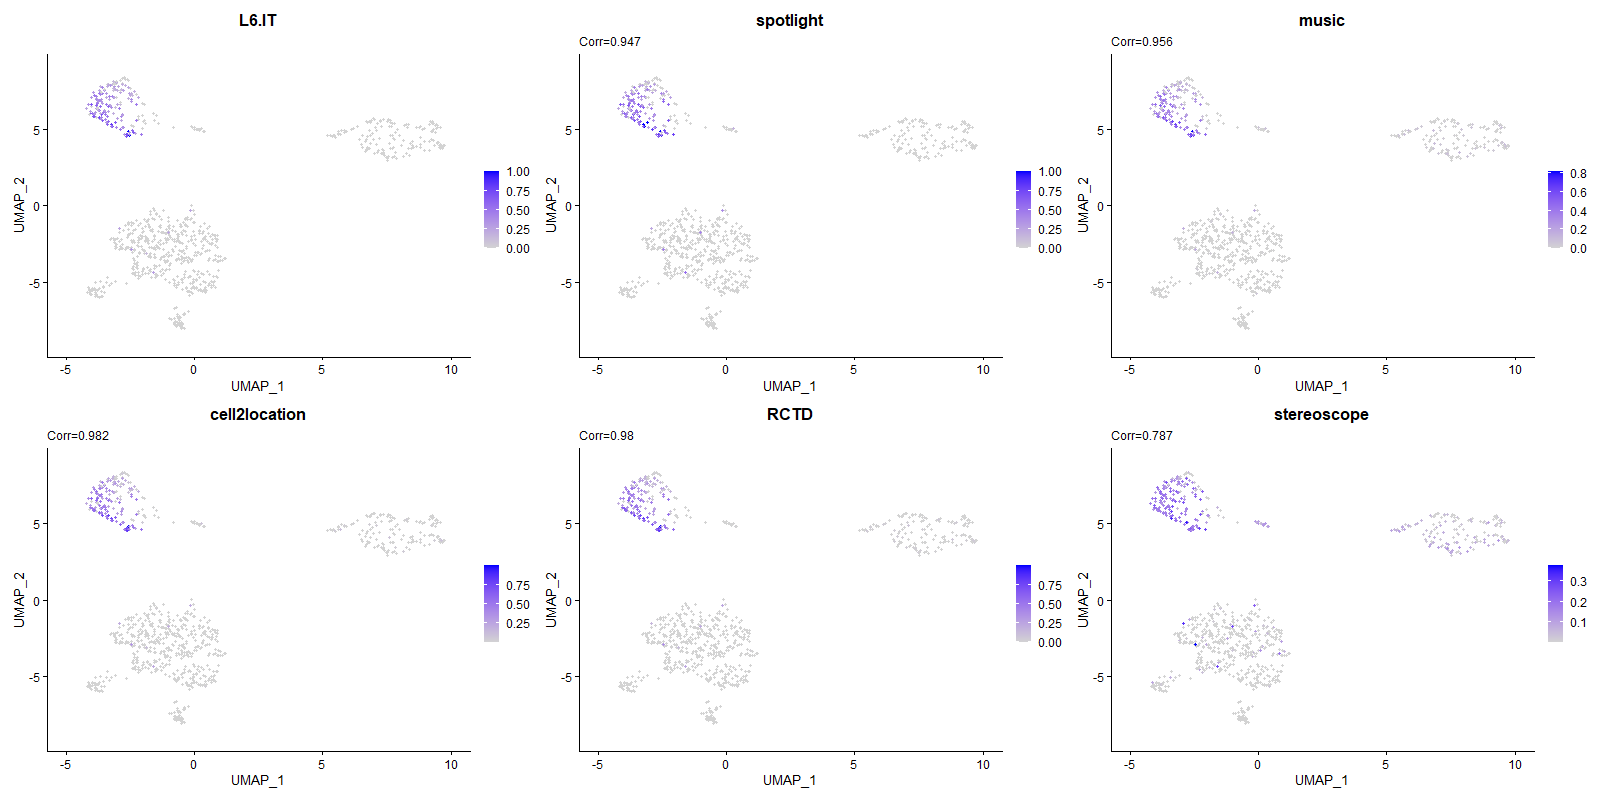 L6.IT
spotlight
music
Corr=0.947
Corr=0.956
UMAP_2
5
0
-5
1.00
0.75
0.50
0.25
0.00
-5
0
5
10
UMAP_1
UMAP_2
5
0
-5
1.00
0.75
0.50
0.25
0.00
-5
0
5
10
UMAP_1
UMAP_2
5
0
-5
0.8
0.6
0.4
0.2
0.0
-5
0
5
10
UMAP_1
cell2location
RCTD
stereoscope
Corr=0.982
Corr=0.98
Corr=0.787
UMAP_2
5
0
-5
0.75
0.50
0.25
-5
0
5
10
UMAP_1
UMAP_2
5
0
-5
0.75
0.50
0.25
0.00
-5
0
5
10
UMAP_1
UMAP_2
5
0
-5
0.3
0.2
0.1
-5
0
5
10
UMAP_1